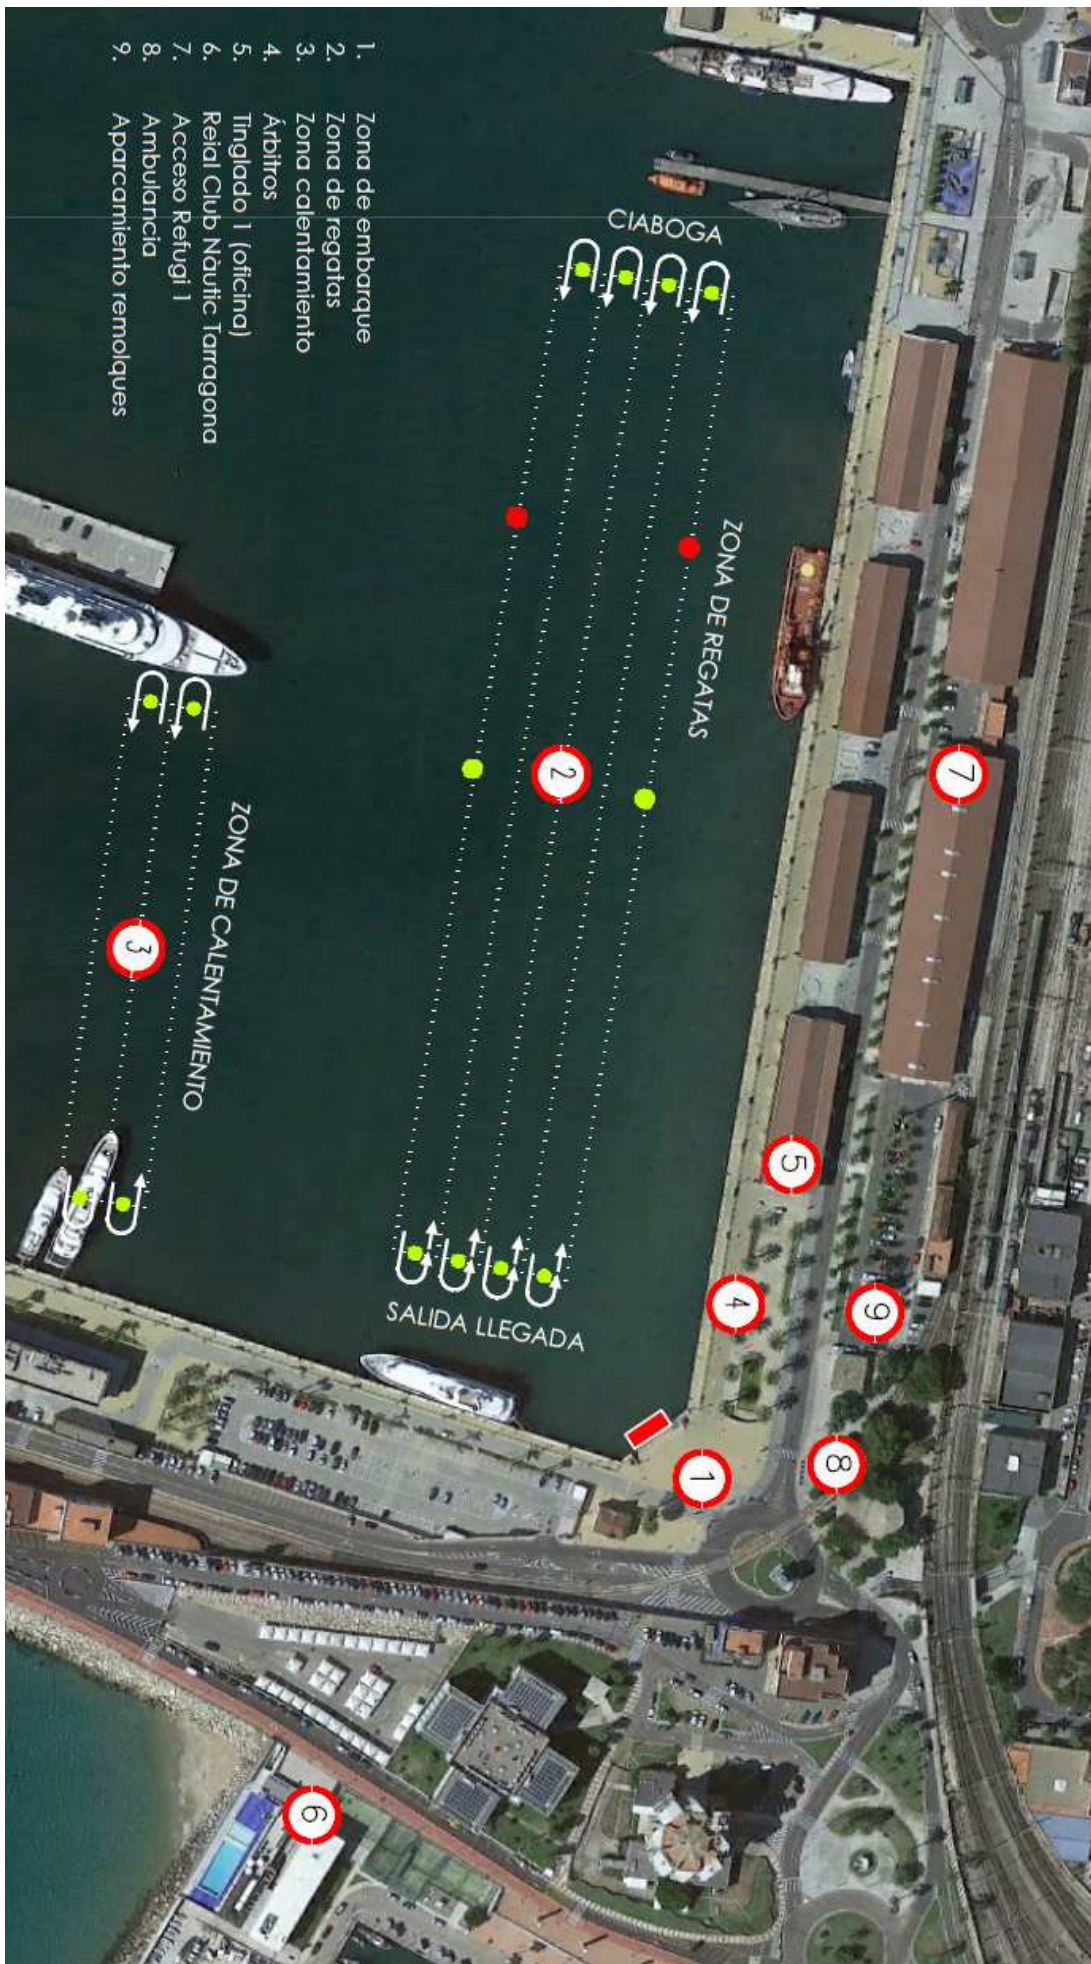 1. Zona de embarque
2. Zona de regatas
3. Zona calentamiento
4. Árbitros
5. Tinglado 1 (oficina)
6. Reial Club Nàutic Tarragona
7. Acceso Refugi 1
8. Ambulancia
9. Aparcamiento remolques
CIABOGA
ZONA DE REGATAS
ZONA DE CALENTAMIENTO
SALIDA LLEGADA
7
2
3
5
4
9
8
1
6